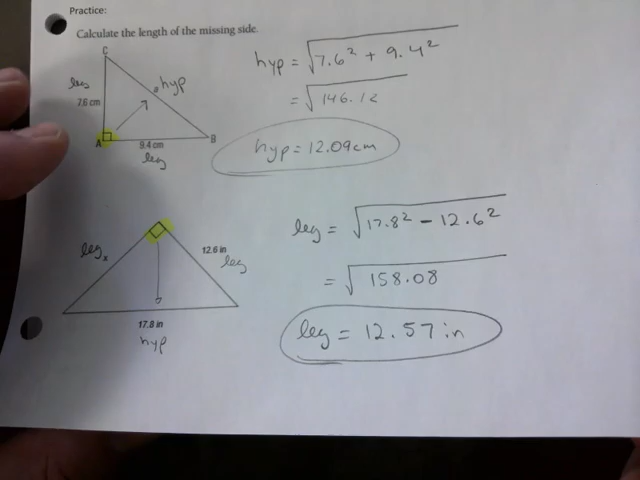 Practice:
Calculate the length of the missing side.
C
leg
hyp
7.6 cm
A
9.4 cm
B
leg
hyp = √7.6² + 9.4²
= √146.12
hyp = 12.09cm
leg
x
12.6 in
leg
17.8 in
hyp
leg = √17.8² - 12.6²
= √158.08
leg = 12.57 in